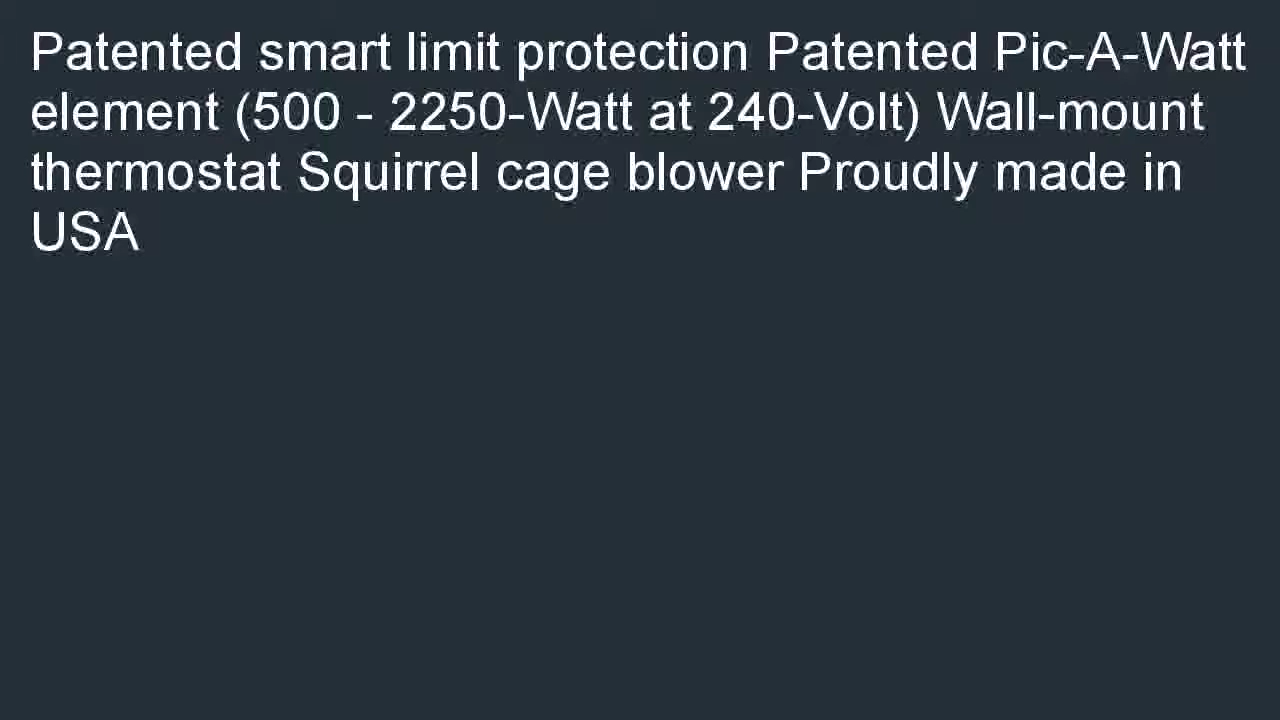 Patented smart limit protection Patented Pic-A-Watt
element (500 - 2250-Watt at 240-Volt) Wall-mount
thermostat Squirrel cage blower Proudly made in
USA